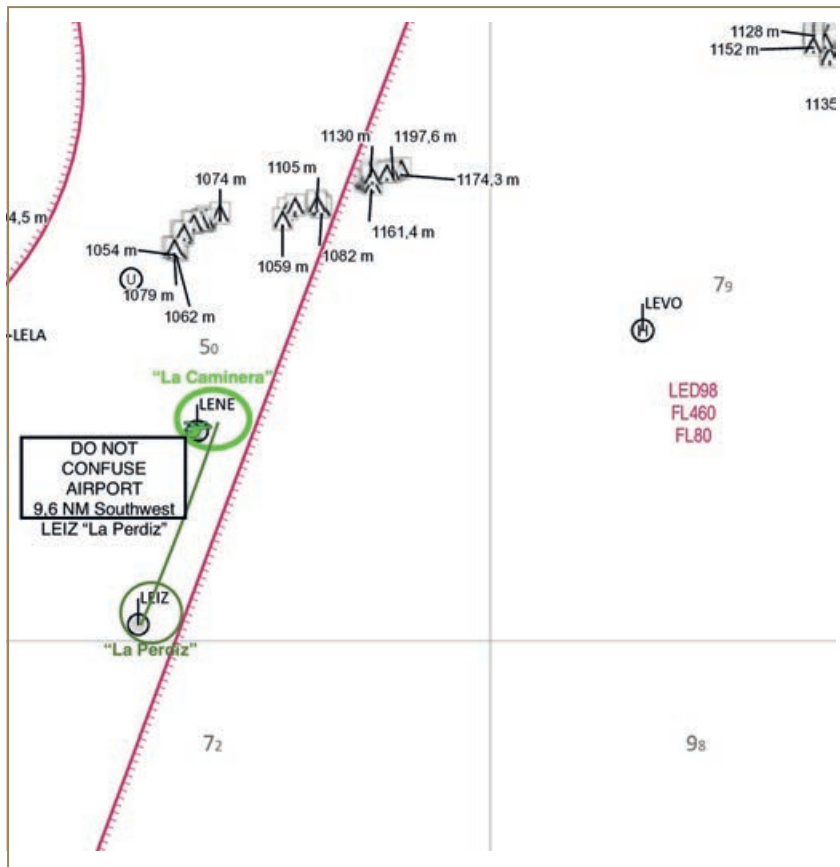 1128 m
1152 m
1135
1130 m
1197,6 m
1105 m
1074 m
1174,3 m
4,5 m
1161,4 m
1054 m
1082 m
1059 m
U
1079 m
1062 m
79
LEVO
H
-LELA
50
"La Caminera"
LED98
FL460
FL80
LENE
DO NOT
CONFUSE
AIRPORT
9,6 NM Southwest
LEIZ "La Perdiz"
LEIZ
"La Perdiz"
72
98